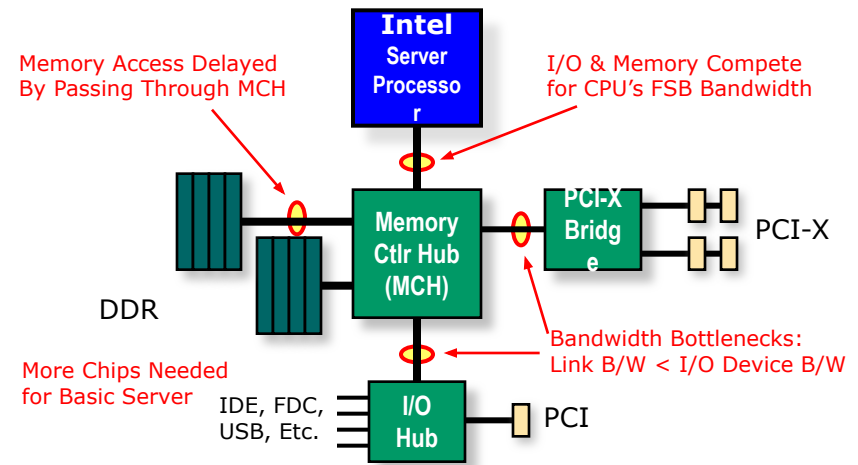 Intel
Server
Processo
r
Memory Access Delayed
By Passing Through MCH
I/O & Memory Compete
for CPU's FSB Bandwidth
Memory
Ctlr Hub
(MCH)
PCI-X
Bridg
e
PCI-X
DDR
Bandwidth Bottlenecks:
Link B/W < I/O Device B/W
More Chips Needed
for Basic Server
IDE, FDC,
USB, Etc.
I/O
Hub
PCI